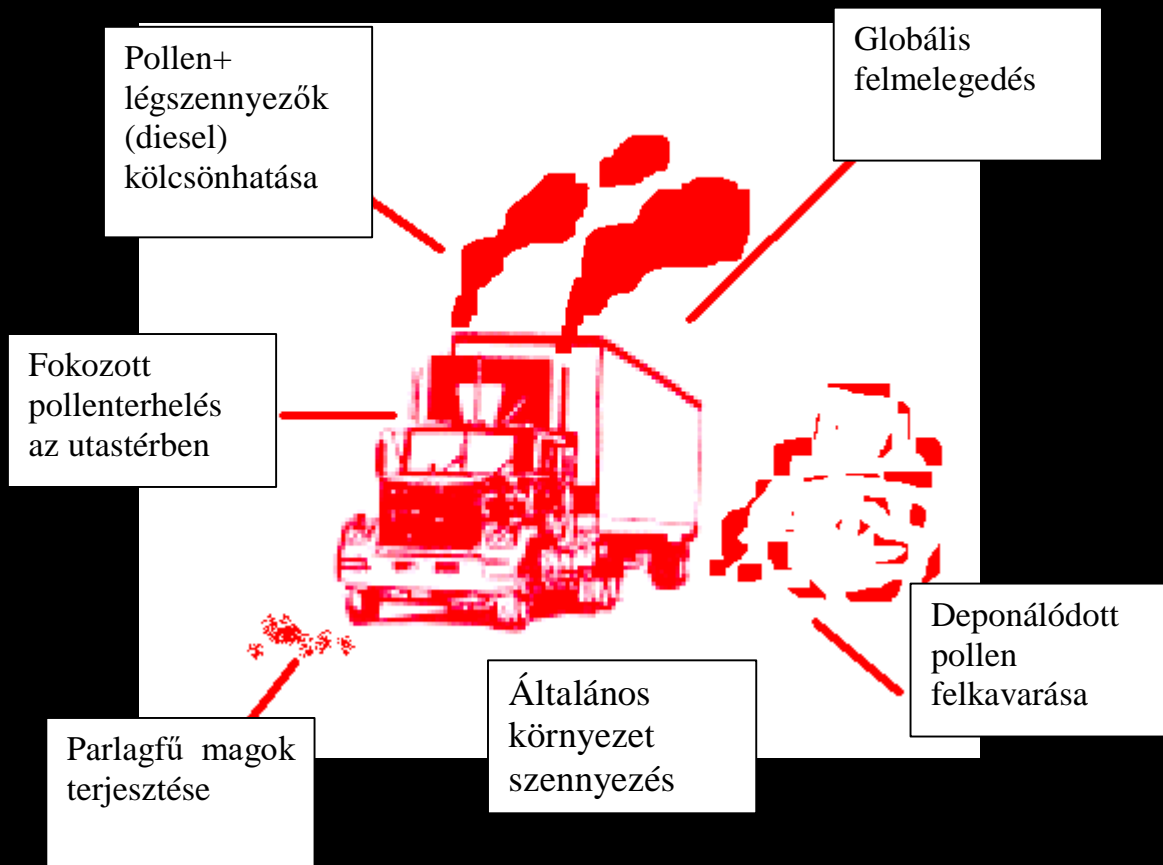 Pollen+
légszennyezők
(diesel)
kölcsönhatása
Globális
felmelegedés
Fokozott
pollenterhelés
az utastérben
Deponálódott
pollen
felkavarása
Általános
környezet
szennyezés
Parlagfű magok
terjesztése